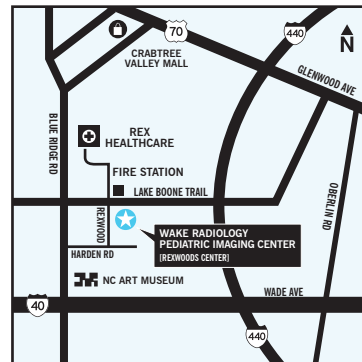 70
440
N
CRABTREE
VALLEY MALL
GLENWOOD AVE
BLUE RIDGE RD
REX
HEALTHCARE
FIRE STATION
LAKE BOONE TRAIL
OBERLIN RD
REXWOOD
WAKE RADIOLOGY
PEDIATRIC IMAGING CENTER
[REXWOODS CENTER]
HARDEN RD
NC ART MUSEUM
WADE AVE
40
440